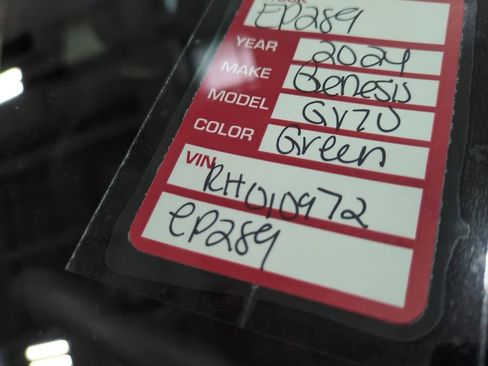 EP289
YEAR 2024
MAKE Genesis
MODEL GV70
COLOR Green
VIN RH010972
EP289